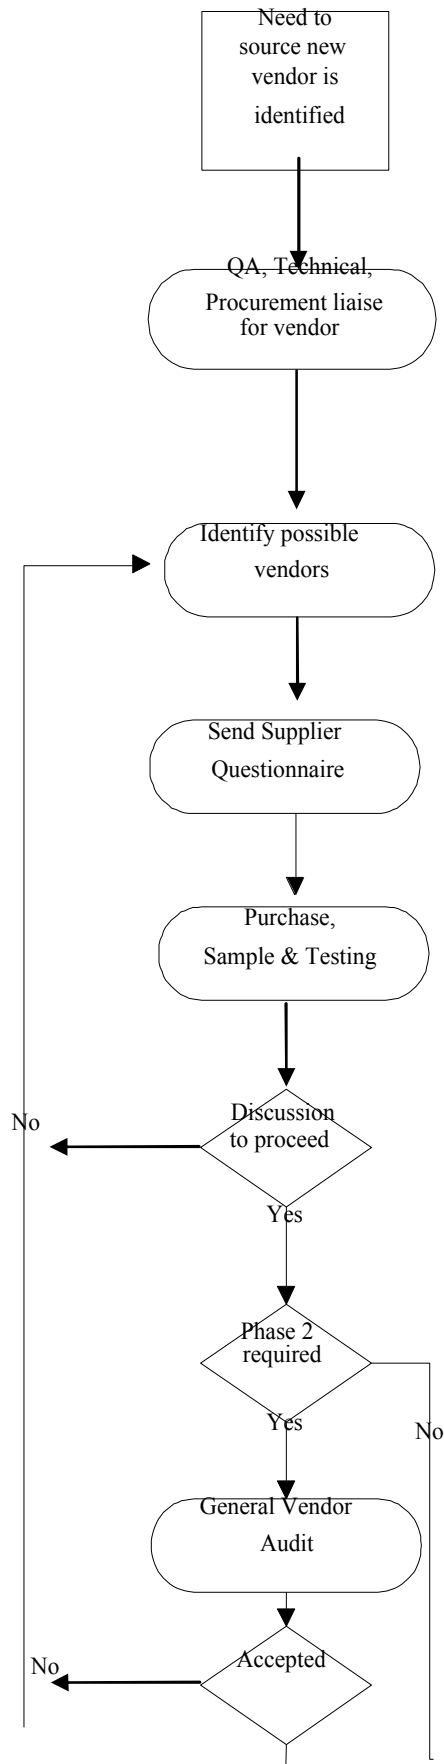 Need to
source new
vendor is
identified
QA, Technical,
Procurement liaise
for vendor
Identify possible
vendors
Send Supplier
Questionnaire
Purchase,
Sample & Testing
No
Discussion
to proceed
Yes
Phase 2
required
Yes
No
General Vendor
Audit
No
Accepted